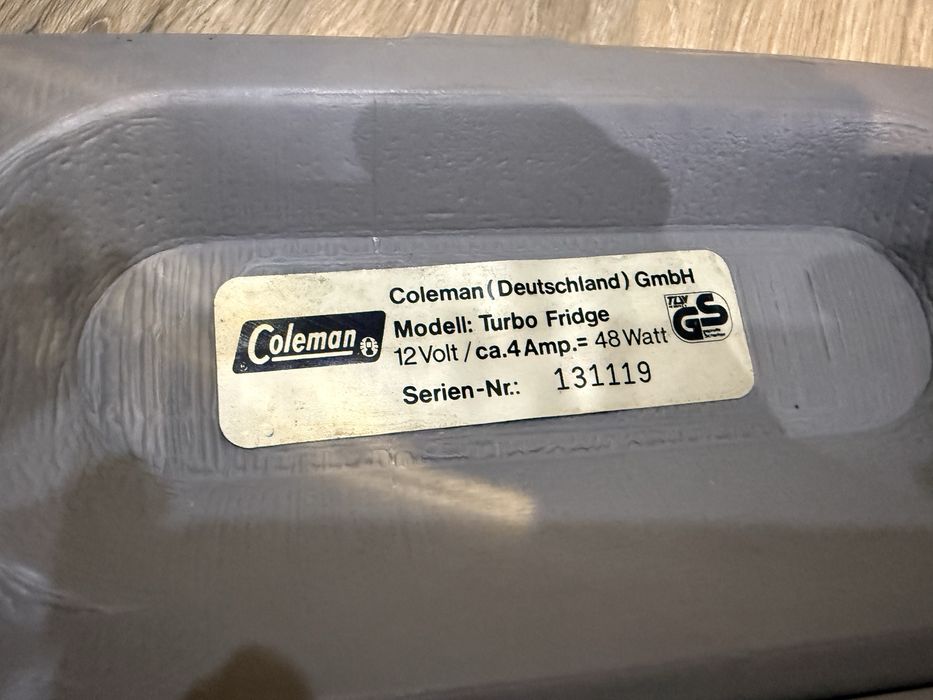 Coleman (Deutschland) GmbH
Coleman
Modell: Turbo Fridge
12 Volt / ca.4 Amp.= 48 Watt
Serien-Nr.: 131119
TÜV
GS